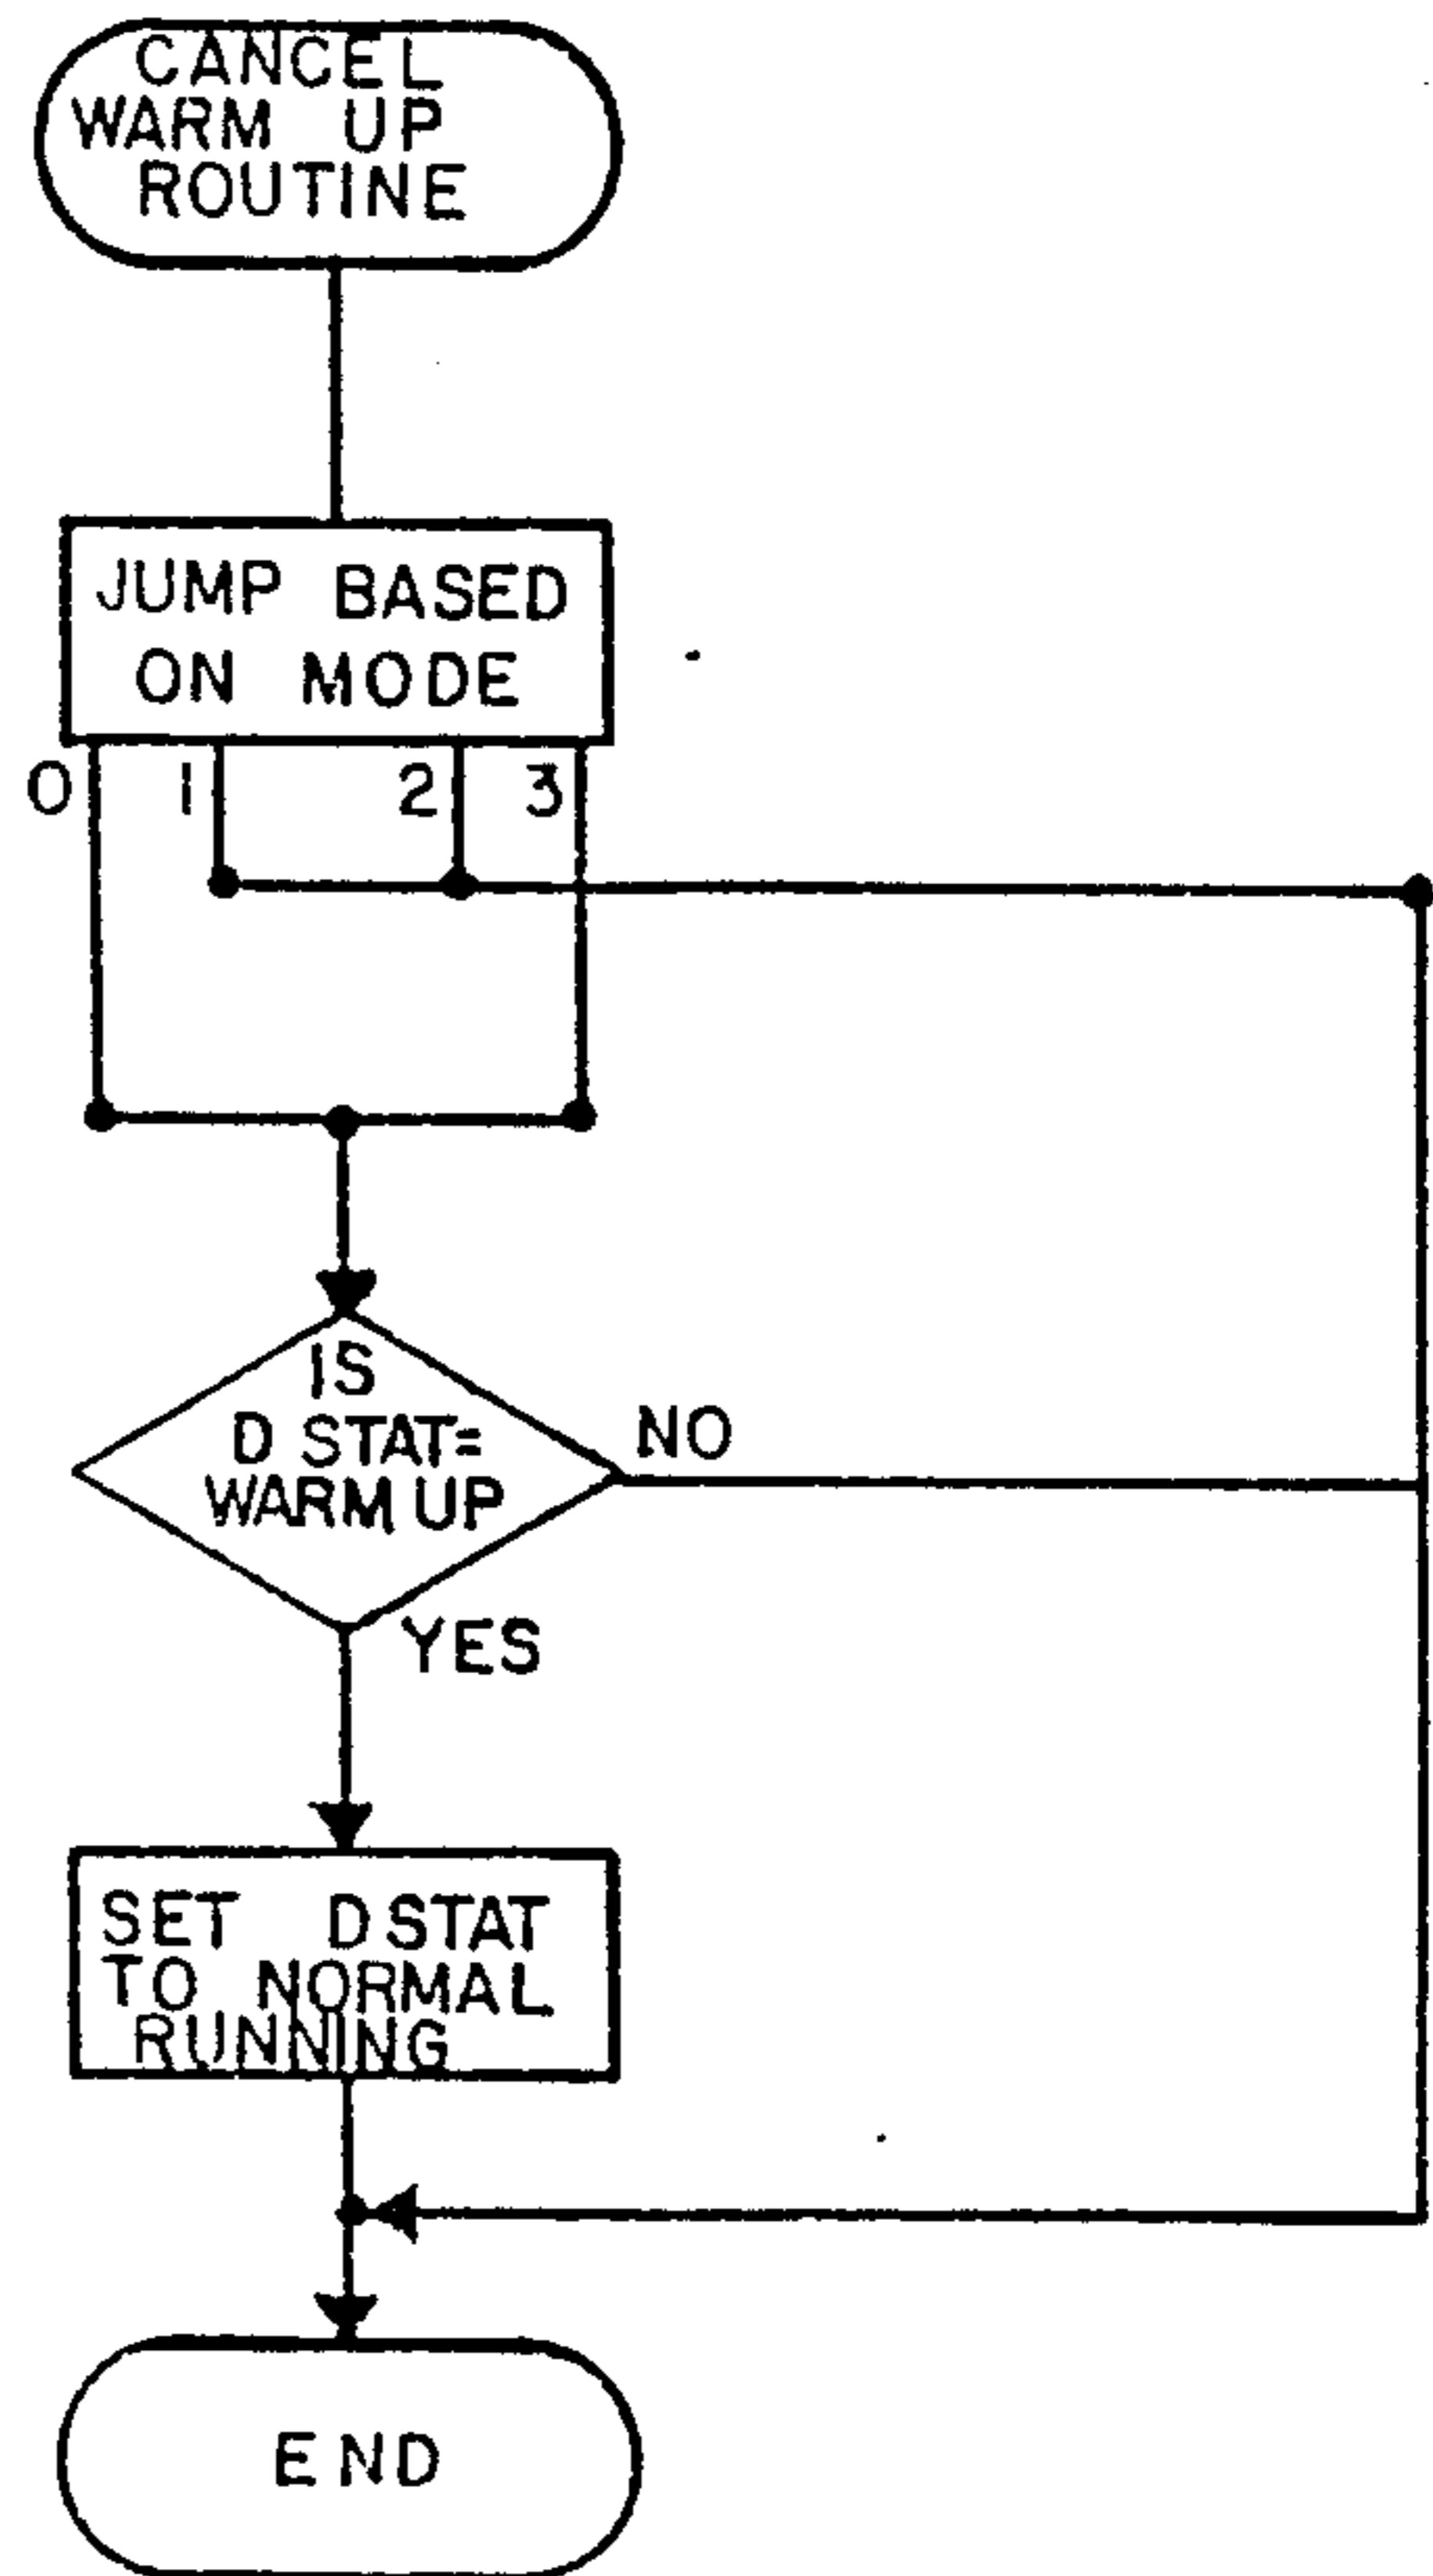 CANCEL
WARM UP
ROUTINE
JUMP BASED
ON MODE
0 1 2 3
IS
D STAT=
WARM UP
NO
YES
SET DSTAT
TO NORMAL
RUNNING
END